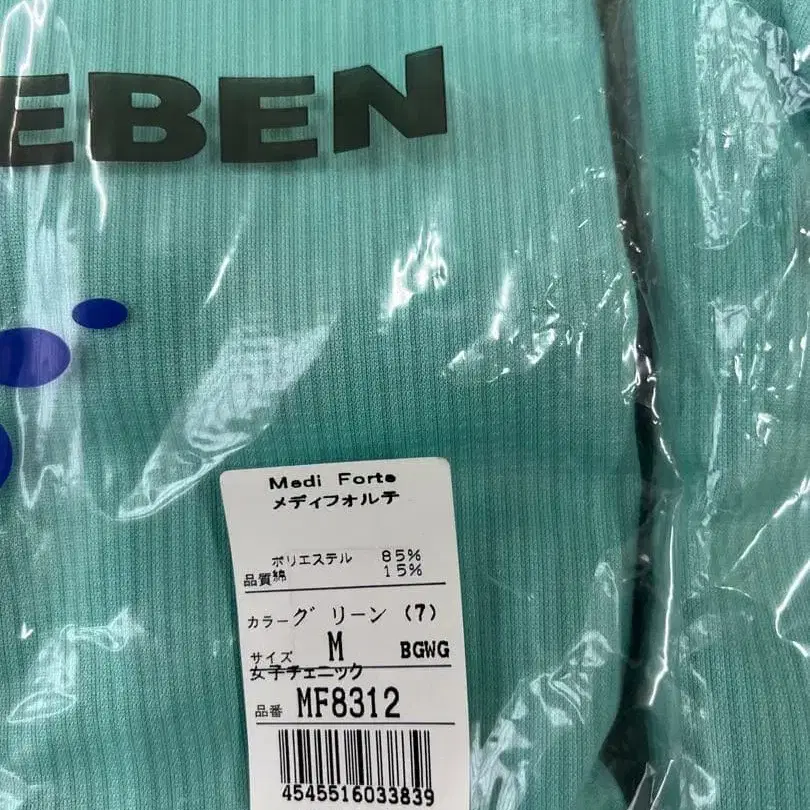 EBEN
Medi Forte
メディフォルテ
ポリエステル 85%
品質綿 15%
カラーグリーン (7)
サイズ M BGWG
女子チェニック
品番 MF8312
4545516033839